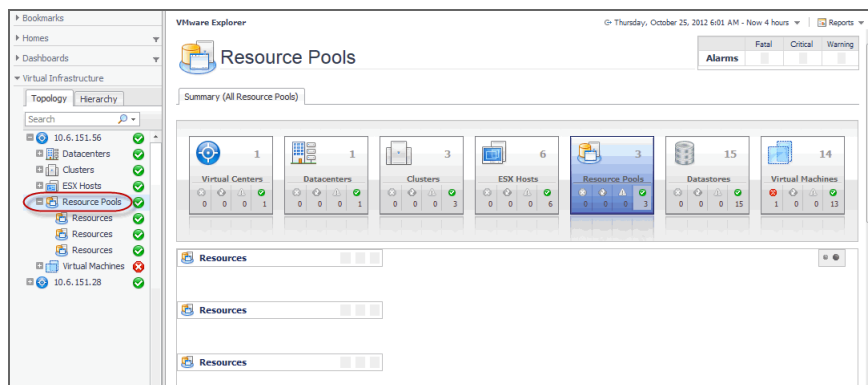 Bookmarks
Homes
Dashboards
Virtual Infrastructure
Topology Hierarchy
Search
10.6.151.56
Datacenters
Clusters
ESX Hosts
Resource Pools
Resources
Resources
Resources
Virtual Machines
10.6.151.28
VMware Explorer
Thursday, October 25, 2012 6:01 AM - Now 4 hours Reports
Resource Pools
Fatal Critical Warning
Alarms
Summary (All Resource Pools)
1 1 3 6 3 15 14
Virtual Centers Datacenters Clusters ESX Hosts Resource Pools Datastores Virtual Machines
0 0 0 1 0 0 0 1 0 0 0 3 0 0 0 6 0 0 0 3 0 0 0 15 1 0 0 13
Resources
Resources
Resources